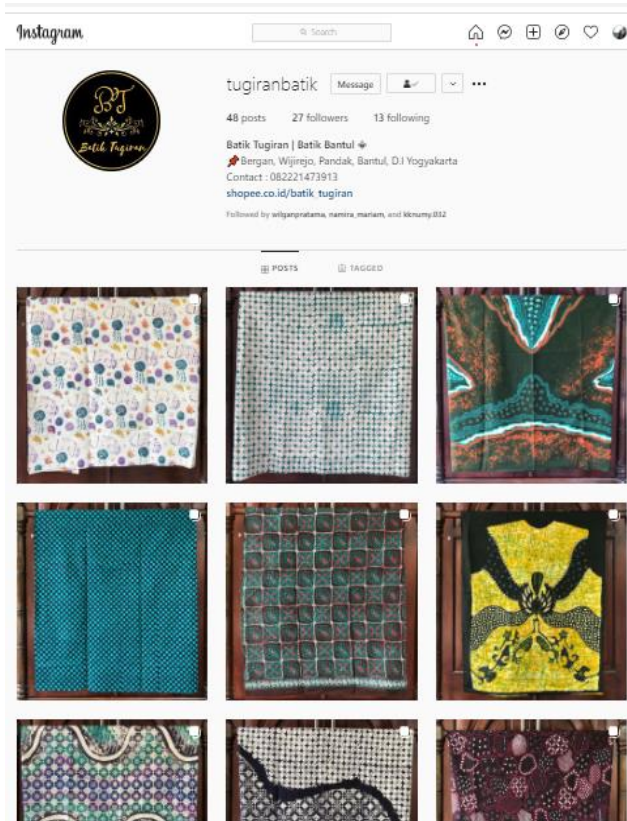 Instagram
Search
tugiranbatik Message
48 posts 27 followers 13 following
Batik Tugiran | Batik Bantul
Bergan, Wijirejo, Pandak, Bantul, D.I Yogyakarta
Contact : 082221473913
shopee.co.id/batik_tugiran
Followed by wilganpratama, namira_mariam, and kknumy.032
BT
Batik Tugiran
POSTS TAGGED